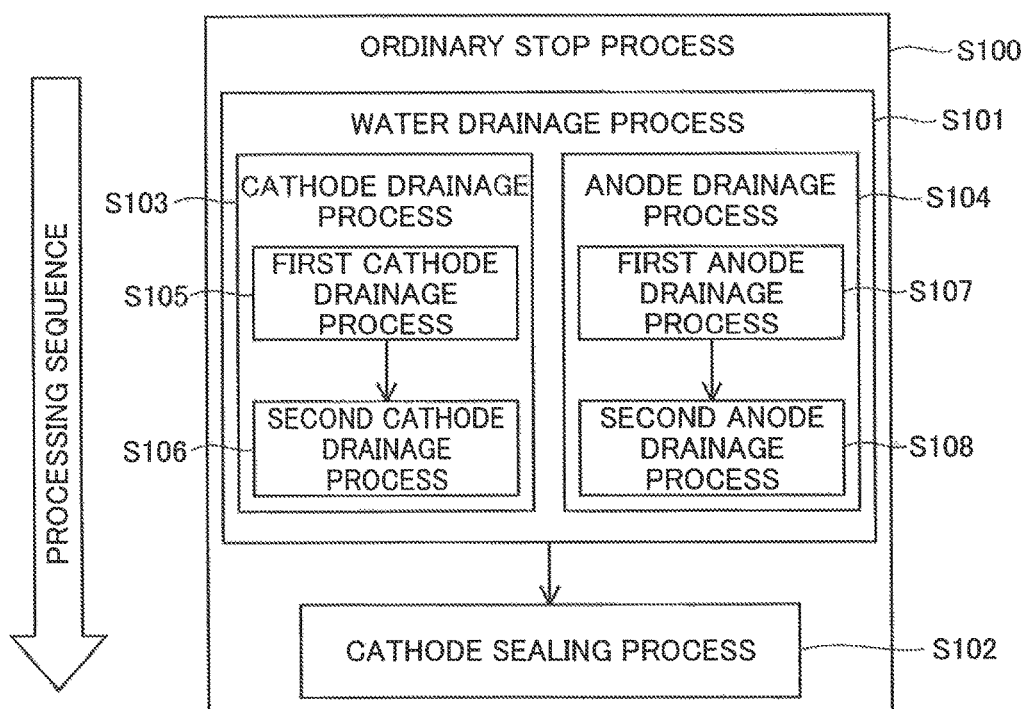 ORDINARY STOP PROCESS
S100
WATER DRAINAGE PROCESS
S101
CATHODE DRAINAGE
PROCESS
S103
ANODE DRAINAGE
PROCESS
S104
FIRST CATHODE
DRAINAGE
PROCESS
S105
FIRST ANODE
DRAINAGE
PROCESS
S107
SECOND CATHODE
DRAINAGE
PROCESS
S106
SECOND ANODE
DRAINAGE
PROCESS
S108
CATHODE SEALING PROCESS
S102
PROCESSING SEQUENCE